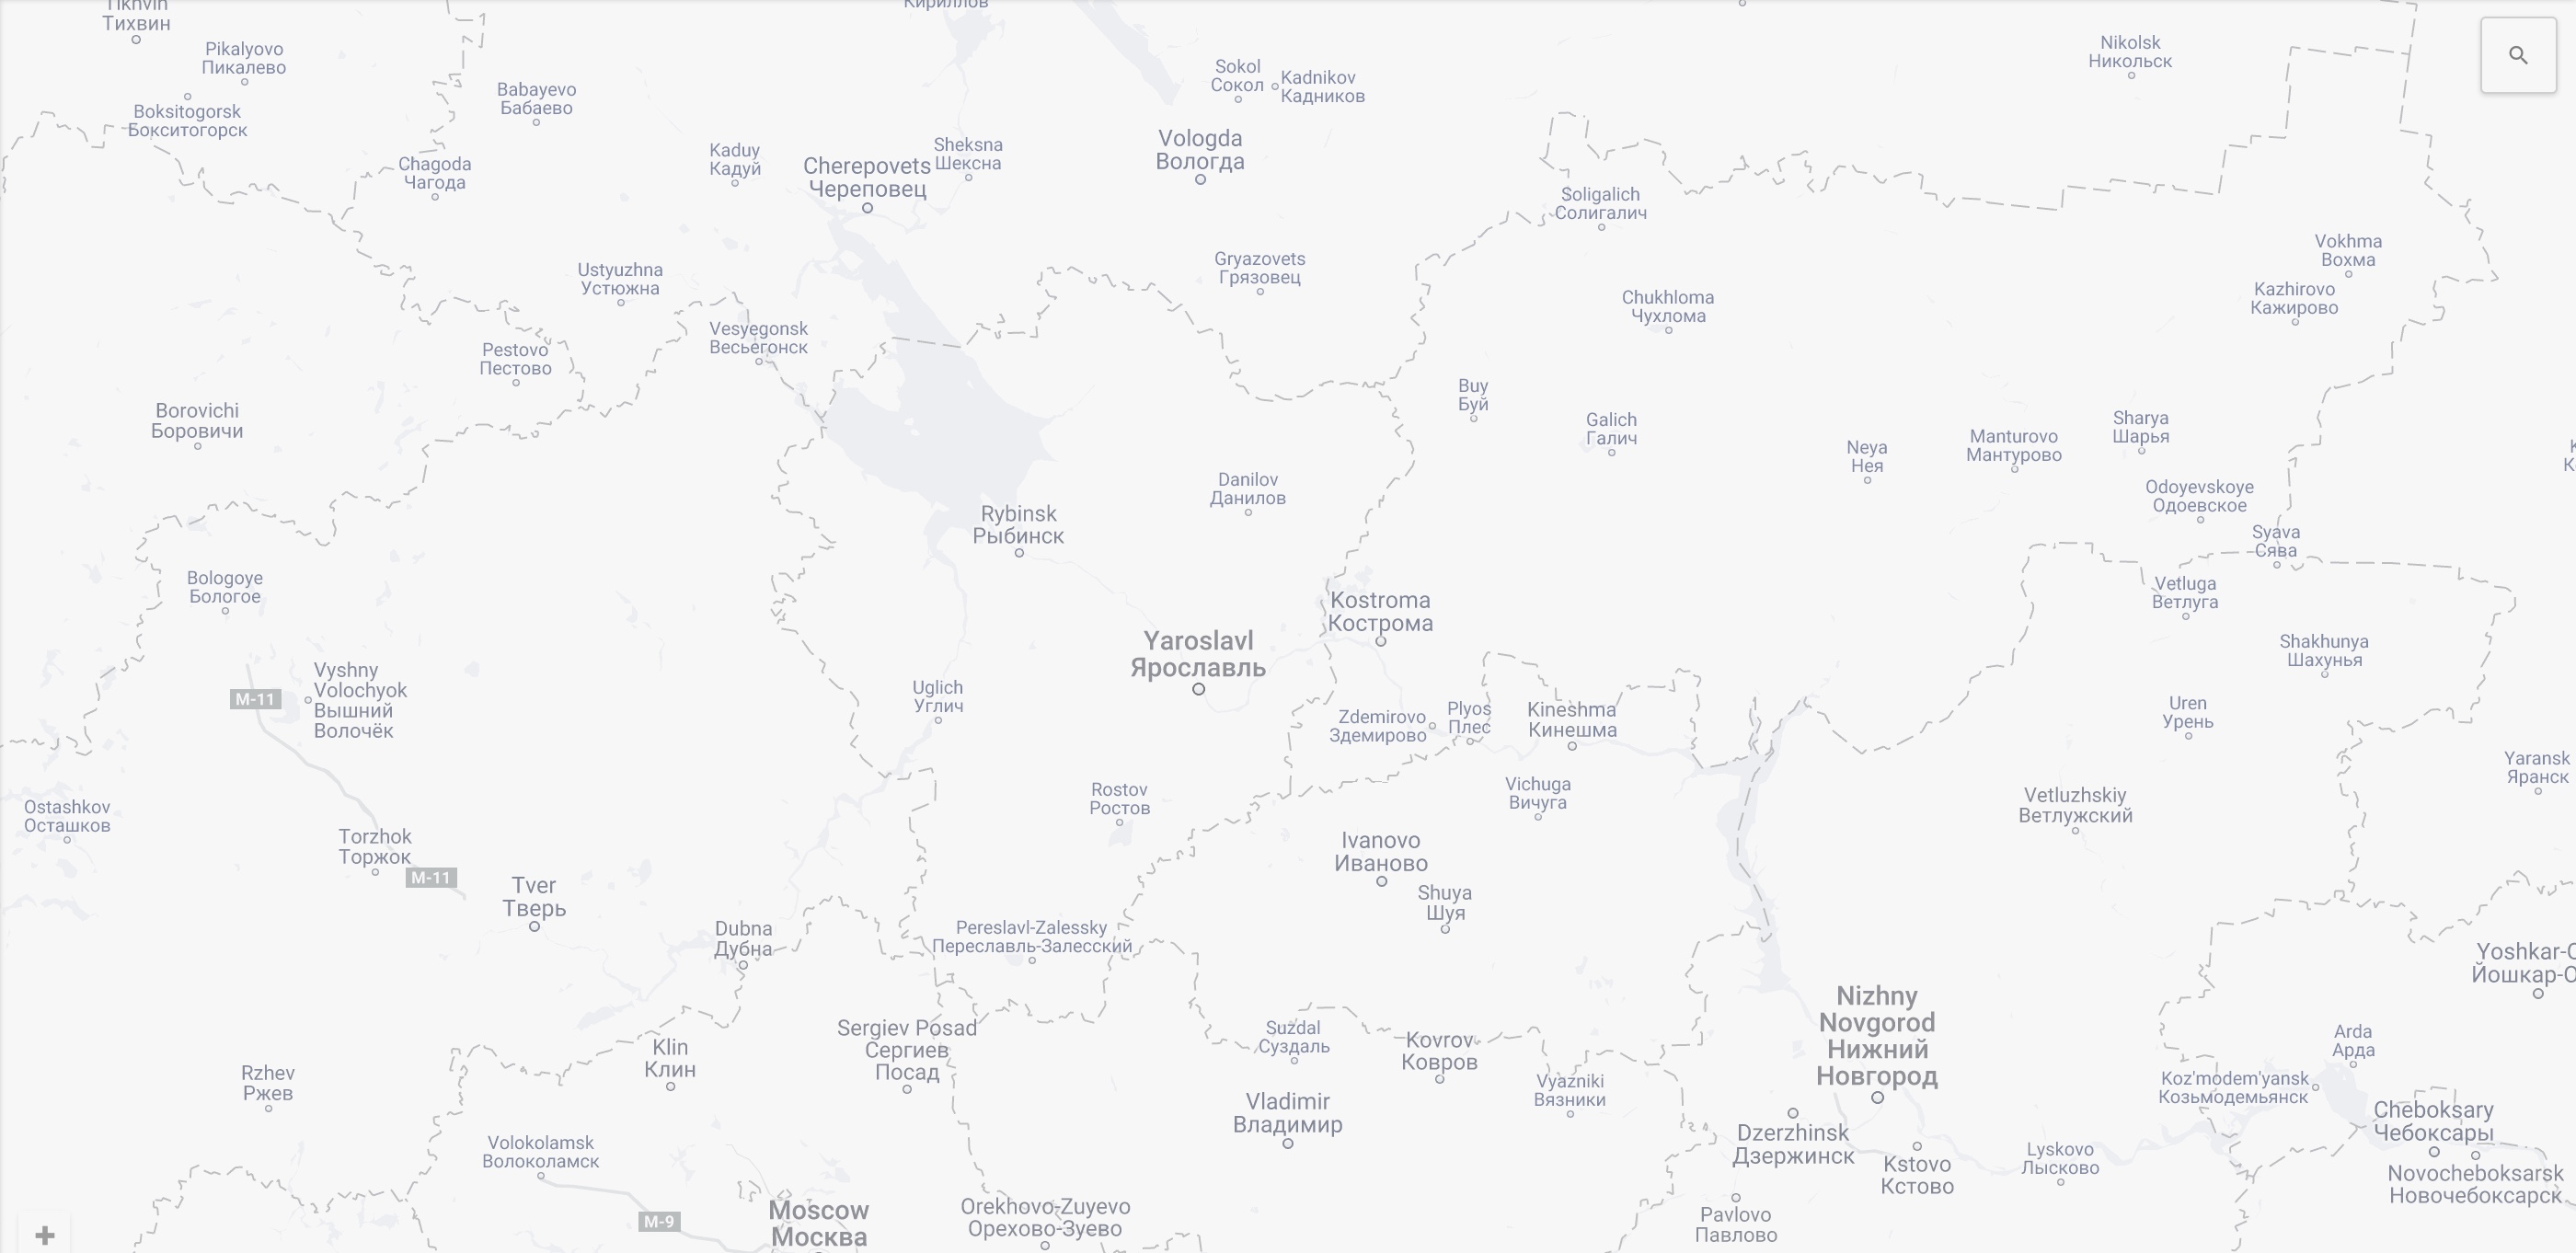 Tikhvin
Тихвин
Кириллов
Pikalyovo
Пикалево
Nikolsk
Никольск
Sokol
Сокол
Kadnikov
Кадников
Babayevo
Бабаево
Boksitogorsk
Бокситогорск
Vologda
Вологда
Sheksna
Шексна
Kaduy
Кадуй
Cherepovets
Череповец
Chagoda
Чагода
Soligalich
Солигалич
Vokhma
Вохма
Gryazovets
Грязовец
Ustyuzhna
Устюжна
Kazhirovo
Кажирово
Chukhloma
Чухлома
Vesyegonsk
Весьегонск
Pestovo
Пестово
Buy
Буй
Borovichi
Боровичи
Galich
Галич
Sharya
Шарья
Manturovo
Мантурово
Neya
Нея
Danilov
Данилов
Odoyevskoye
Одоевское
Rybinsk
Рыбинск
Syava
Сява
Bologoye
Бологое
Vetluga
Ветлуга
Kostroma
Кострома
Yaroslavl
Ярославль
Shakhunya
Шахунья
Vyshny
Volochyok
Вышний
Волочёк
M-11
Uglich
Углич
Uren
Урень
Plyos
Плес
Kineshma
Кинешма
Zdemirovo
Здемирово
Yaransk
Яранск
Vichuga
Вичуга
Rostov
Ростов
Vetluzhskiy
Ветлужский
Ostashkov
Осташков
Torzhok
Торжок
Ivanovo
Иваново
M-11
Tver
Тверь
Shuya
Шуя
Dubna
Дубна
Pereslavl-Zalessky
Переславль-Залесский
Nizhny
Novgorod
Нижний
Новгород
Sergiev Posad
Сергиев
Посад
Suzdal
Суздаль
Arda
Арда
Kovrov
Ковров
Klin
Клин
Rzhev
Ржев
Vyazniki
Вязники
Koz'modem'yansk
Козьмодемьянск
Vladimir
Владимир
Cheboksary
Чебоксары
Dzerzhinsk
Дзержинск
Volokolamsk
Волоколамск
Lyskovo
Лысково
Kstovo
Кстово
Novocheboksarsk
Новочебоксарск
Orekhovo-Zuyevo
Орехово-Зуево
Moscow
Москва
Pavlovo
Павлово
M-9